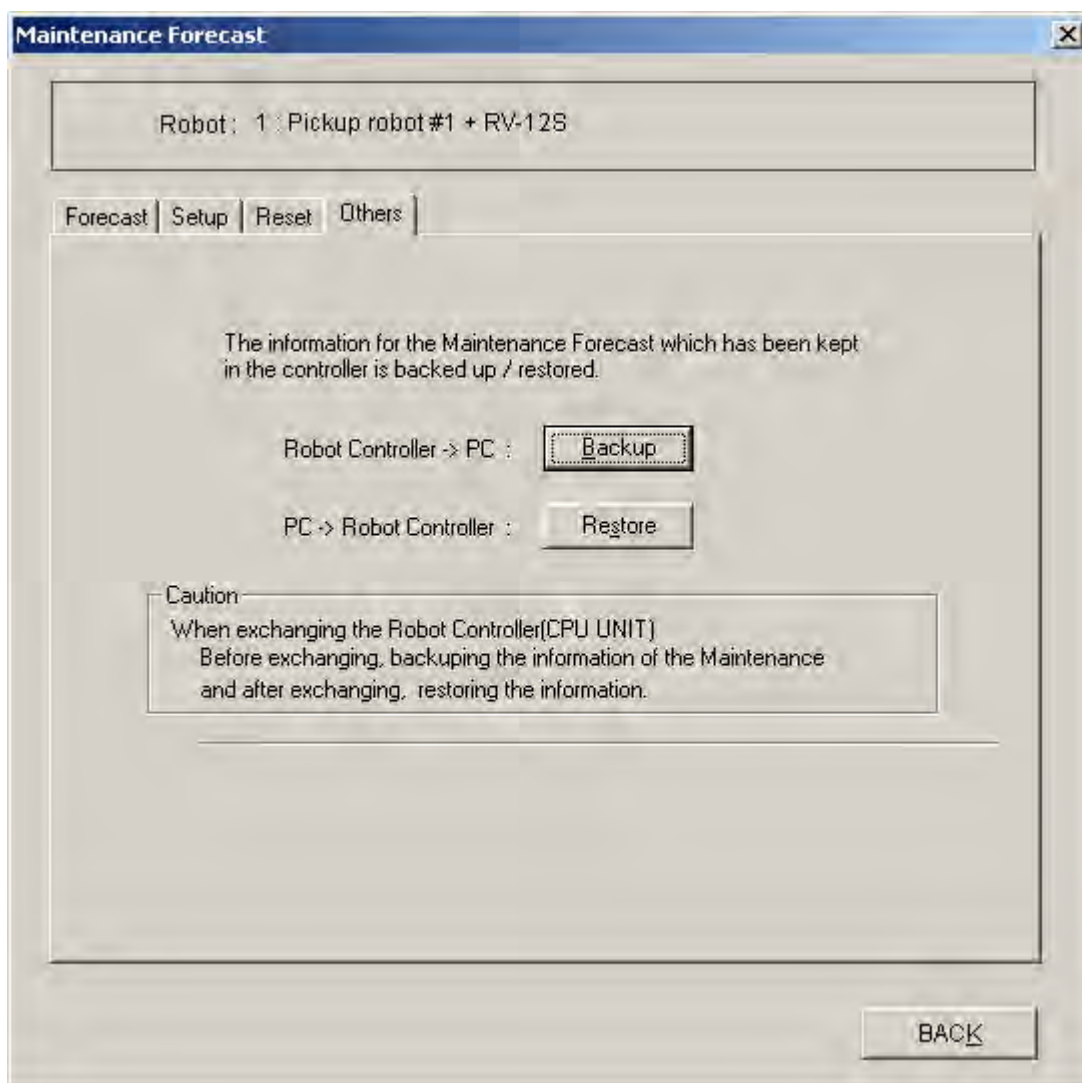 Maintenance Forecast
Robot : 1 : Pickup robot #1 + RV-12S
Forecast Setup Reset Others
The information for the Maintenance Forecast which has been kept
in the controller is backed up / restored.
Robot Controller -> PC : Backup
PC -> Robot Controller : Restore
Caution
When exchanging the Robot Controller(CPU UNIT)
Before exchanging, backuping the information of the Maintenance
and after exchanging, restoring the information.
BACK